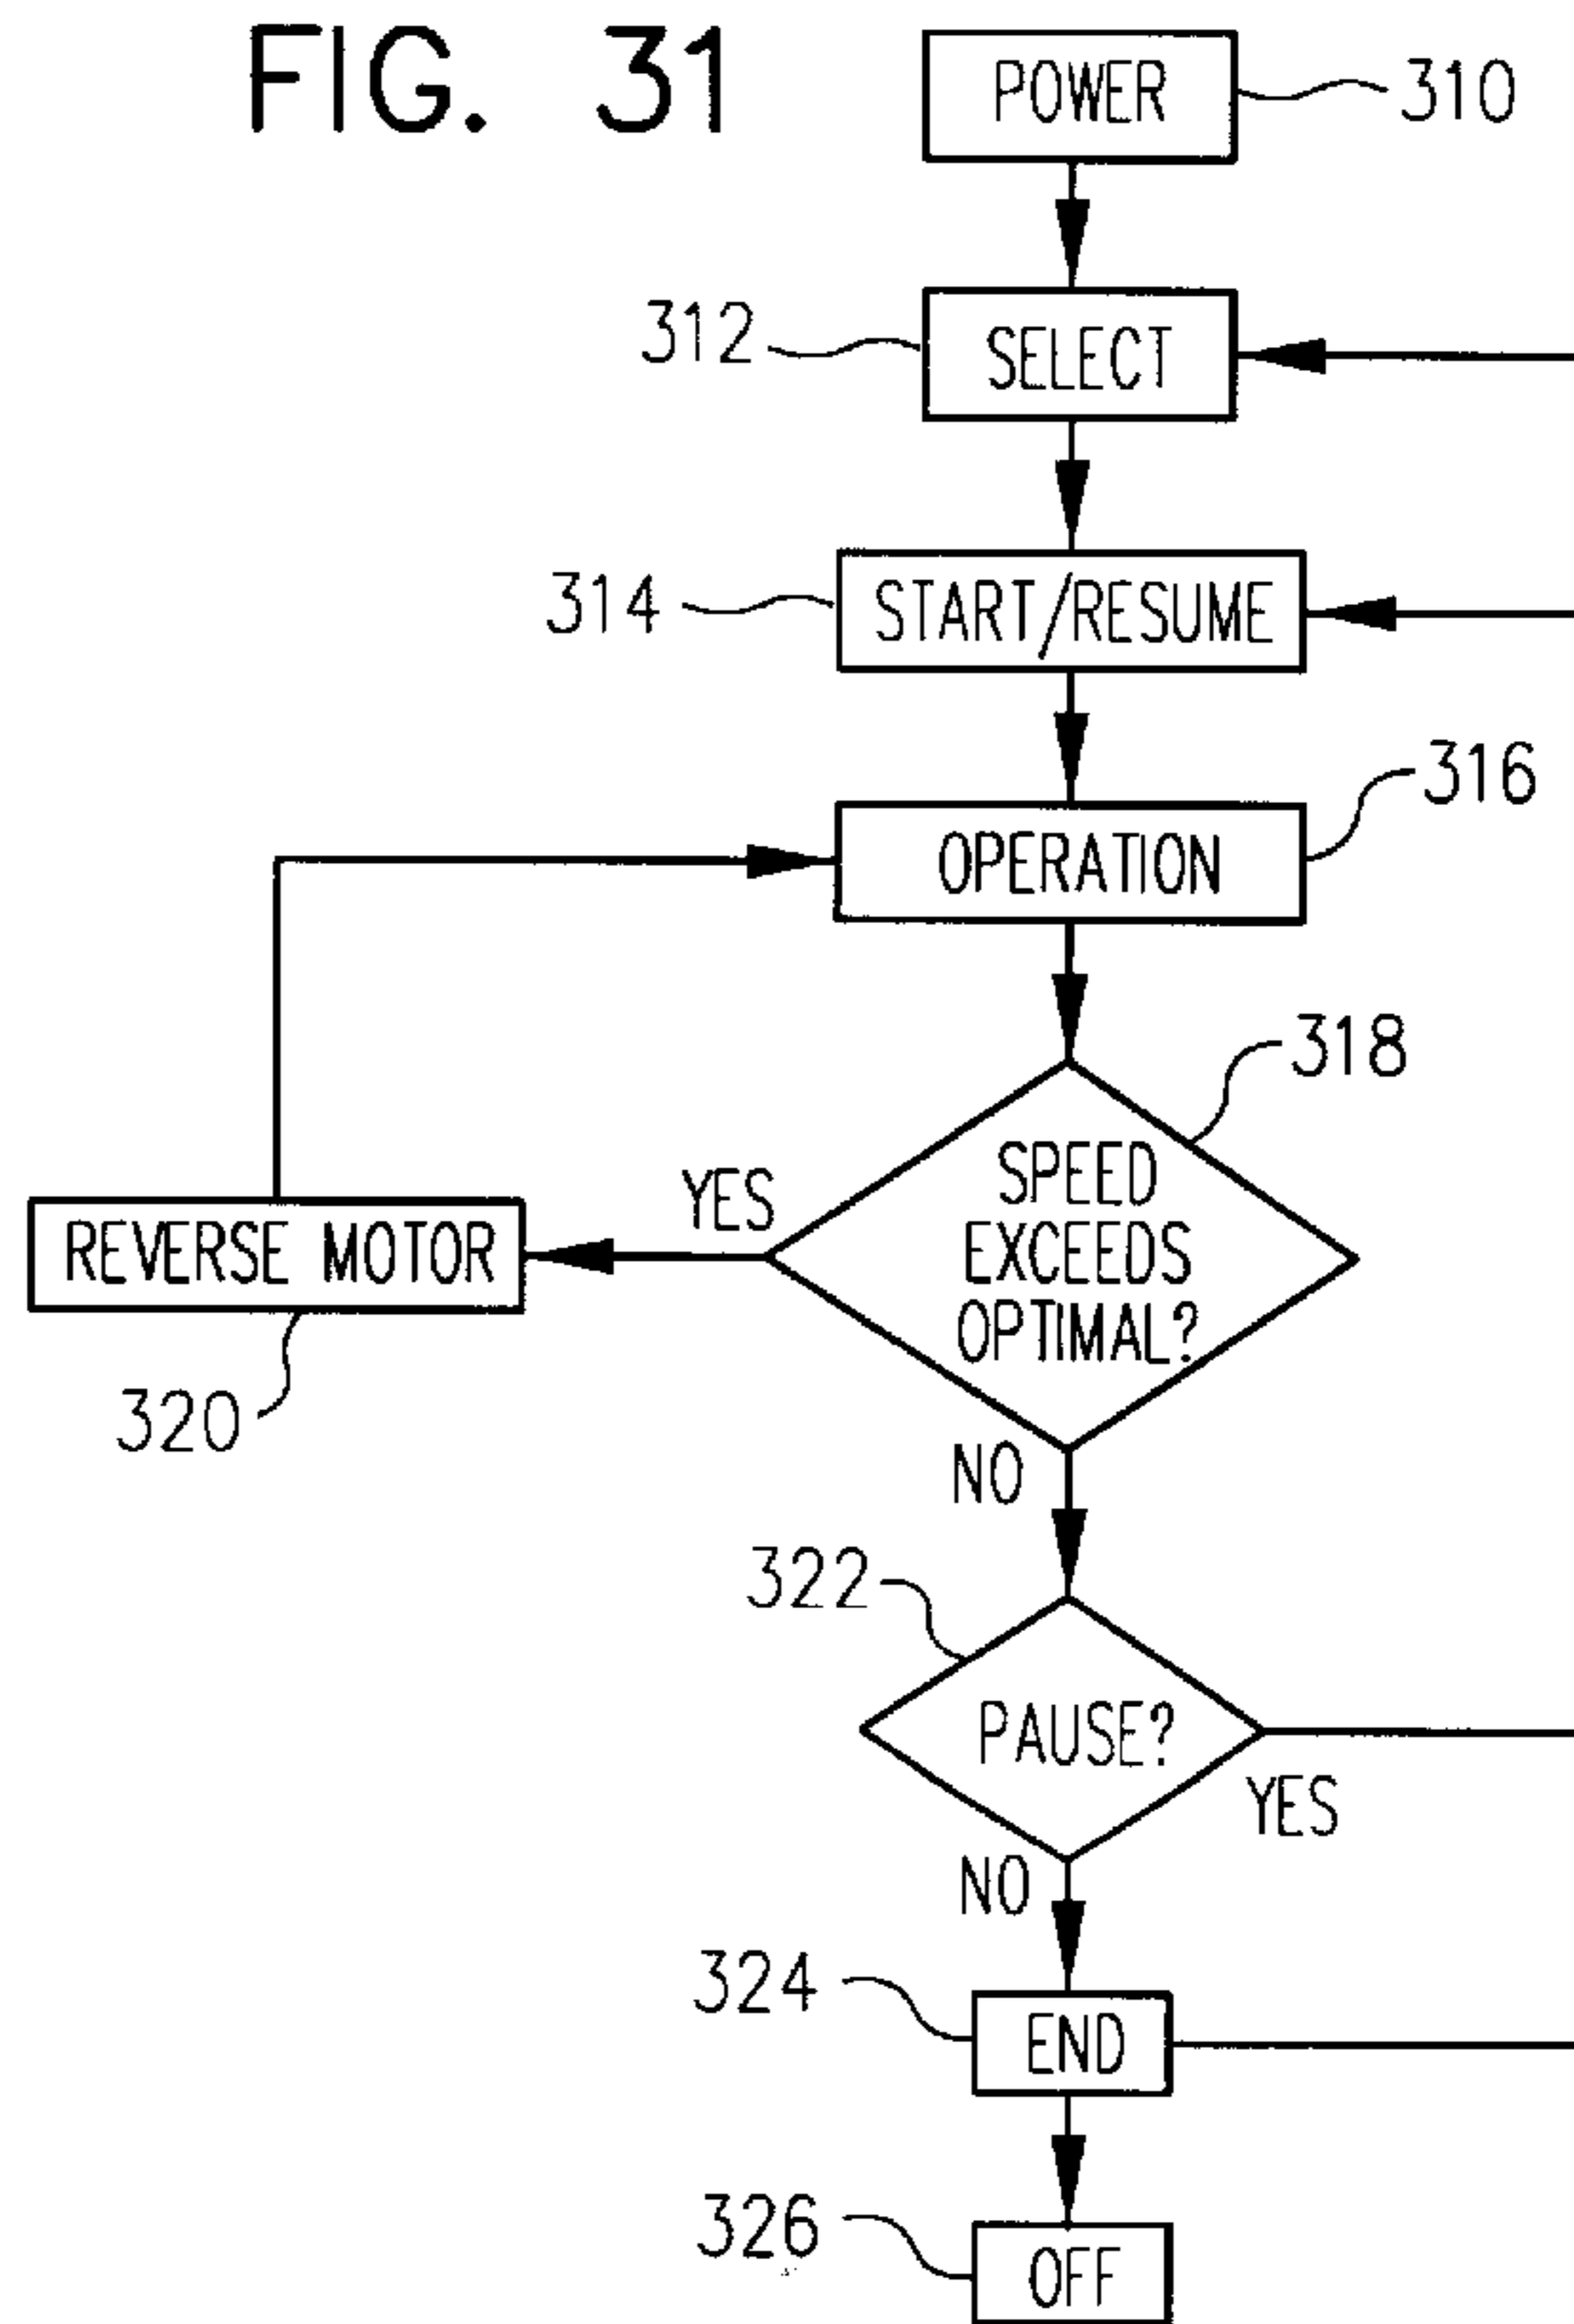 FIG. 31
POWER
310
312
SELECT
314
START/RESUME
316
OPERATION
318
SPEED
EXCEEDS
OPTIMAL?
YES
REVERSE MOTOR
320
NO
322
PAUSE?
YES
NO
324
END
326
OFF